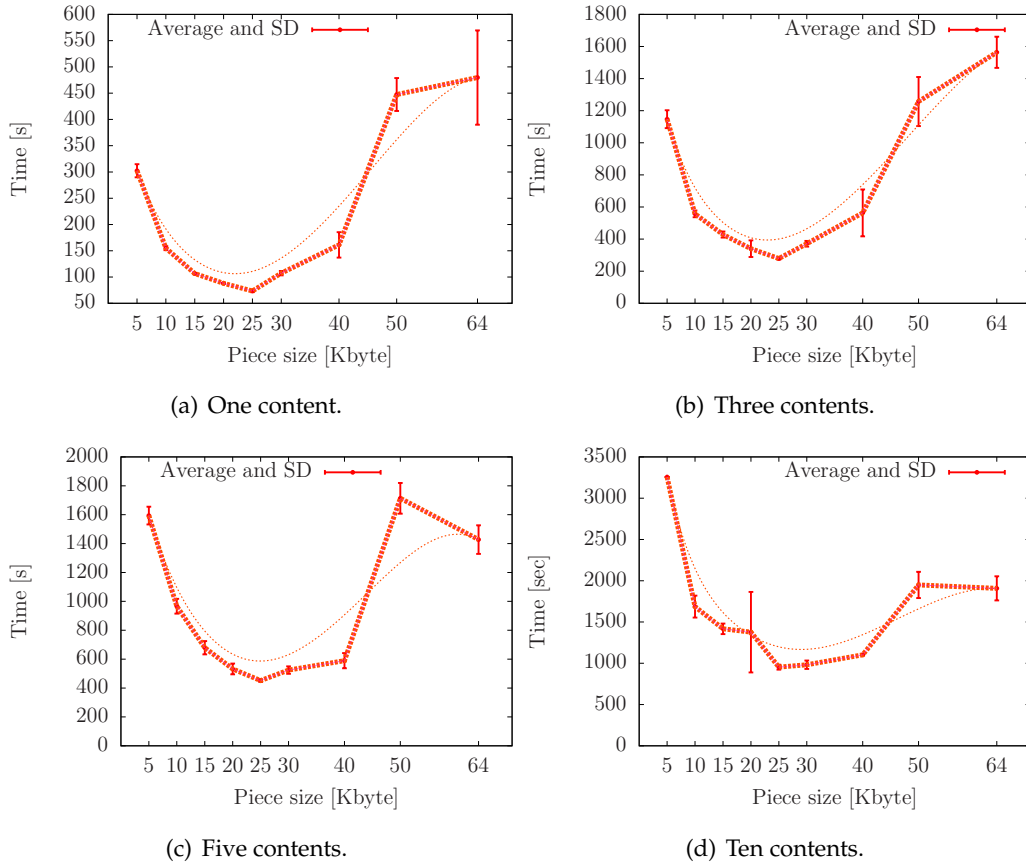 Average and SD
600
550
500
450
400
350
300
250
200
150
100
50
Time [s]
5 10 15 20 25 30 40 50 64
Piece size [Kbyte]
(a) One content.
Average and SD
1800
1600
1400
1200
1000
800
600
400
200
0
Time [s]
5 10 15 20 25 30 40 50 64
Piece size [Kbyte]
(b) Three contents.
Average and SD
2000
1800
1600
1400
1200
1000
800
600
400
200
0
Time [s]
5 10 15 20 25 30 40 50 64
Piece size [Kbyte]
(c) Five contents.
Average and SD
3500
3000
2500
2000
1500
1000
500
0
Time [sec]
5 10 15 20 25 30 40 50 64
Piece size [Kbyte]
(d) Ten contents.